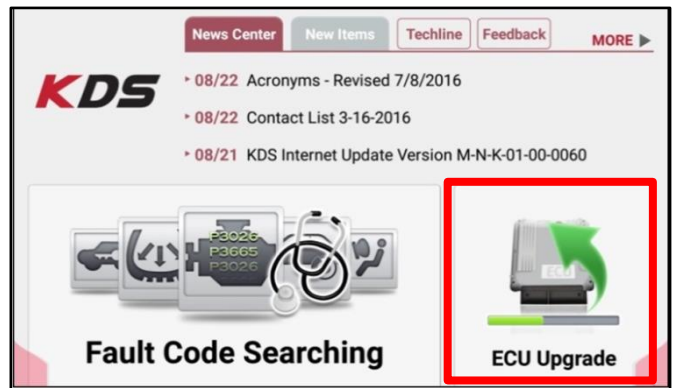 News Center New Items Techline Feedback MORE
KDS
08/22 Acronyms - Revised 7/8/2016
08/22 Contact List 3-16-2016
08/21 KDS Internet Update Version M-N-K-01-00-0060
P3026
P3665
P3026
ECU
Fault Code Searching
ECU Upgrade